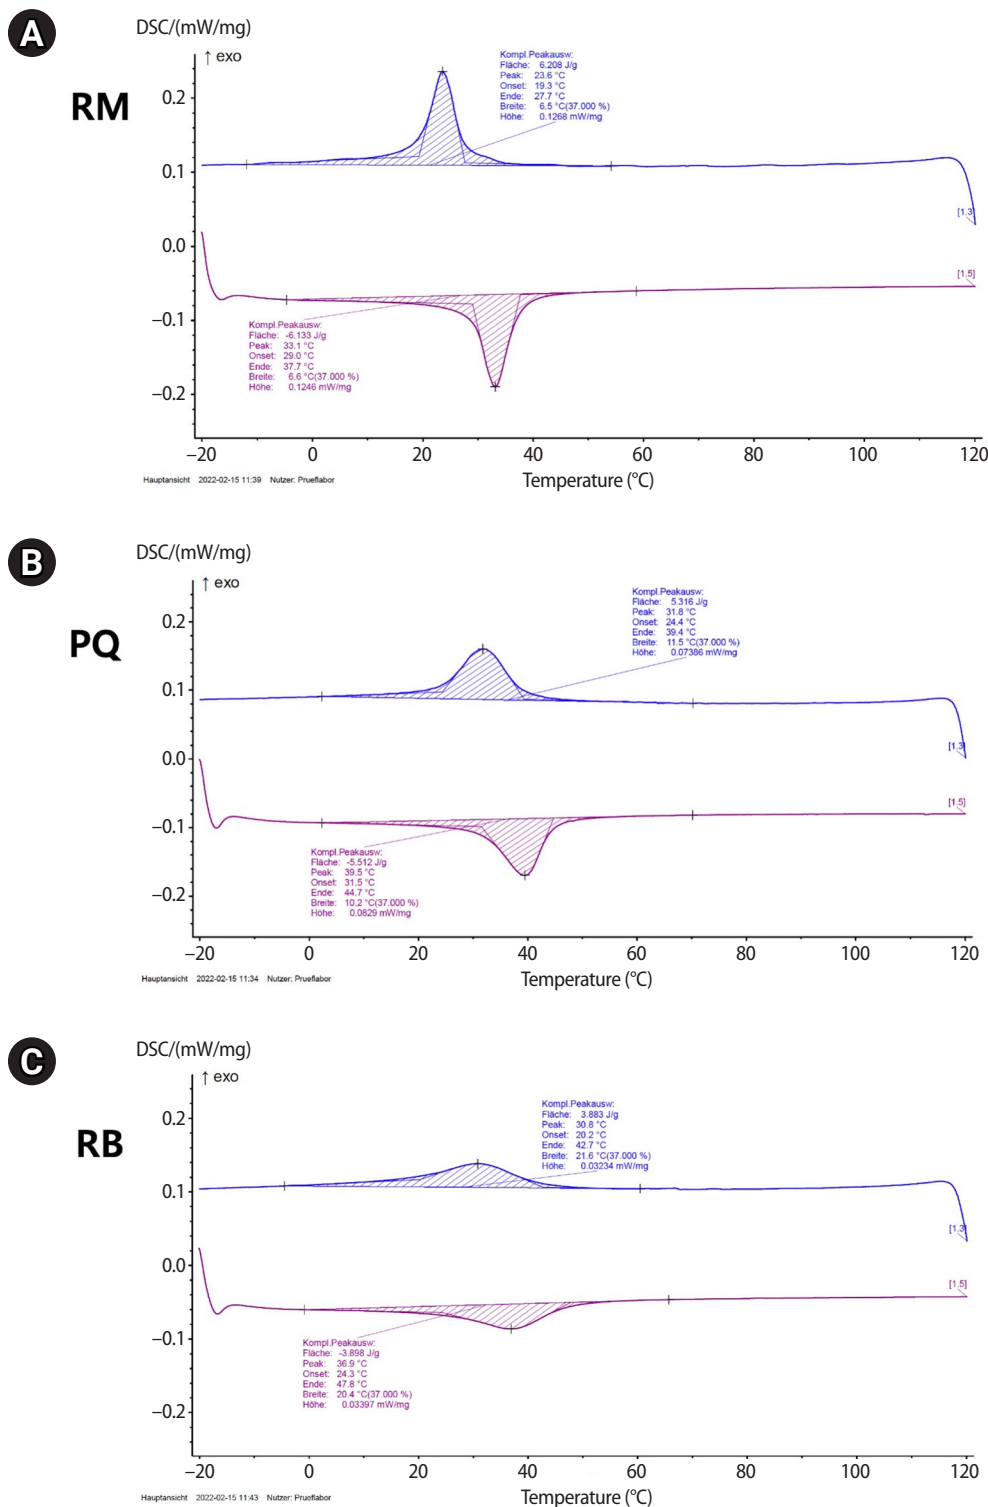 A
DSC/(mW/mg)
↑ exo
RM
Kompl.Peakausw:
Fläche: 6.208 J/g
Peak: 23.6 °C
Onset: 19.3 °C
Ende: 27.7 °C
Breite: 6.5 °C(37.000 %)
Höhe: 0.1268 mW/mg
0.2
0.1
0.0
−0.1
−0.2
[1.3]
[1.5]
Kompl.Peakausw:
Fläche: -6.133 J/g
Peak: 33.1 °C
Onset: 29.0 °C
Ende: 37.7 °C
Breite: 6.6 °C(37.000 %)
Höhe: 0.1246 mW/mg
−20 0 20 40 60 80 100 120
Temperature (°C)
Hauptansicht 2022-02-15 11:39 Nutzer: Prueflabor
B
DSC/(mW/mg)
↑ exo
PQ
Kompl.Peakausw:
Fläche: 5.316 J/g
Peak: 31.8 °C
Onset: 24.4 °C
Ende: 39.4 °C
Breite: 11.5 °C(37.000 %)
Höhe: 0.07386 mW/mg
0.2
0.1
0.0
−0.1
−0.2
[1.3]
[1.5]
Kompl.Peakausw:
Fläche: -5.512 J/g
Peak: 39.5 °C
Onset: 31.5 °C
Ende: 44.7 °C
Breite: 10.2 °C(37.000 %)
Höhe: 0.0829 mW/mg
−20 0 20 40 60 80 100 120
Temperature (°C)
Hauptansicht 2022-02-15 11:34 Nutzer: Prueflabor
C
DSC/(mW/mg)
↑ exo
RB
Kompl.Peakausw:
Fläche: 3.883 J/g
Peak: 30.8 °C
Onset: 20.2 °C
Ende: 42.7 °C
Breite: 21.6 °C(37.000 %)
Höhe: 0.03234 mW/mg
0.2
0.1
0.0
−0.1
−0.2
[1.3]
[1.5]
Kompl.Peakausw:
Fläche: -3.898 J/g
Peak: 36.9 °C
Onset: 24.3 °C
Ende: 47.8 °C
Breite: 20.4 °C(37.000 %)
Höhe: 0.03397 mW/mg
−20 0 20 40 60 80 100 120
Temperature (°C)
Hauptansicht 2022-02-15 11:43 Nutzer: Prueflabor